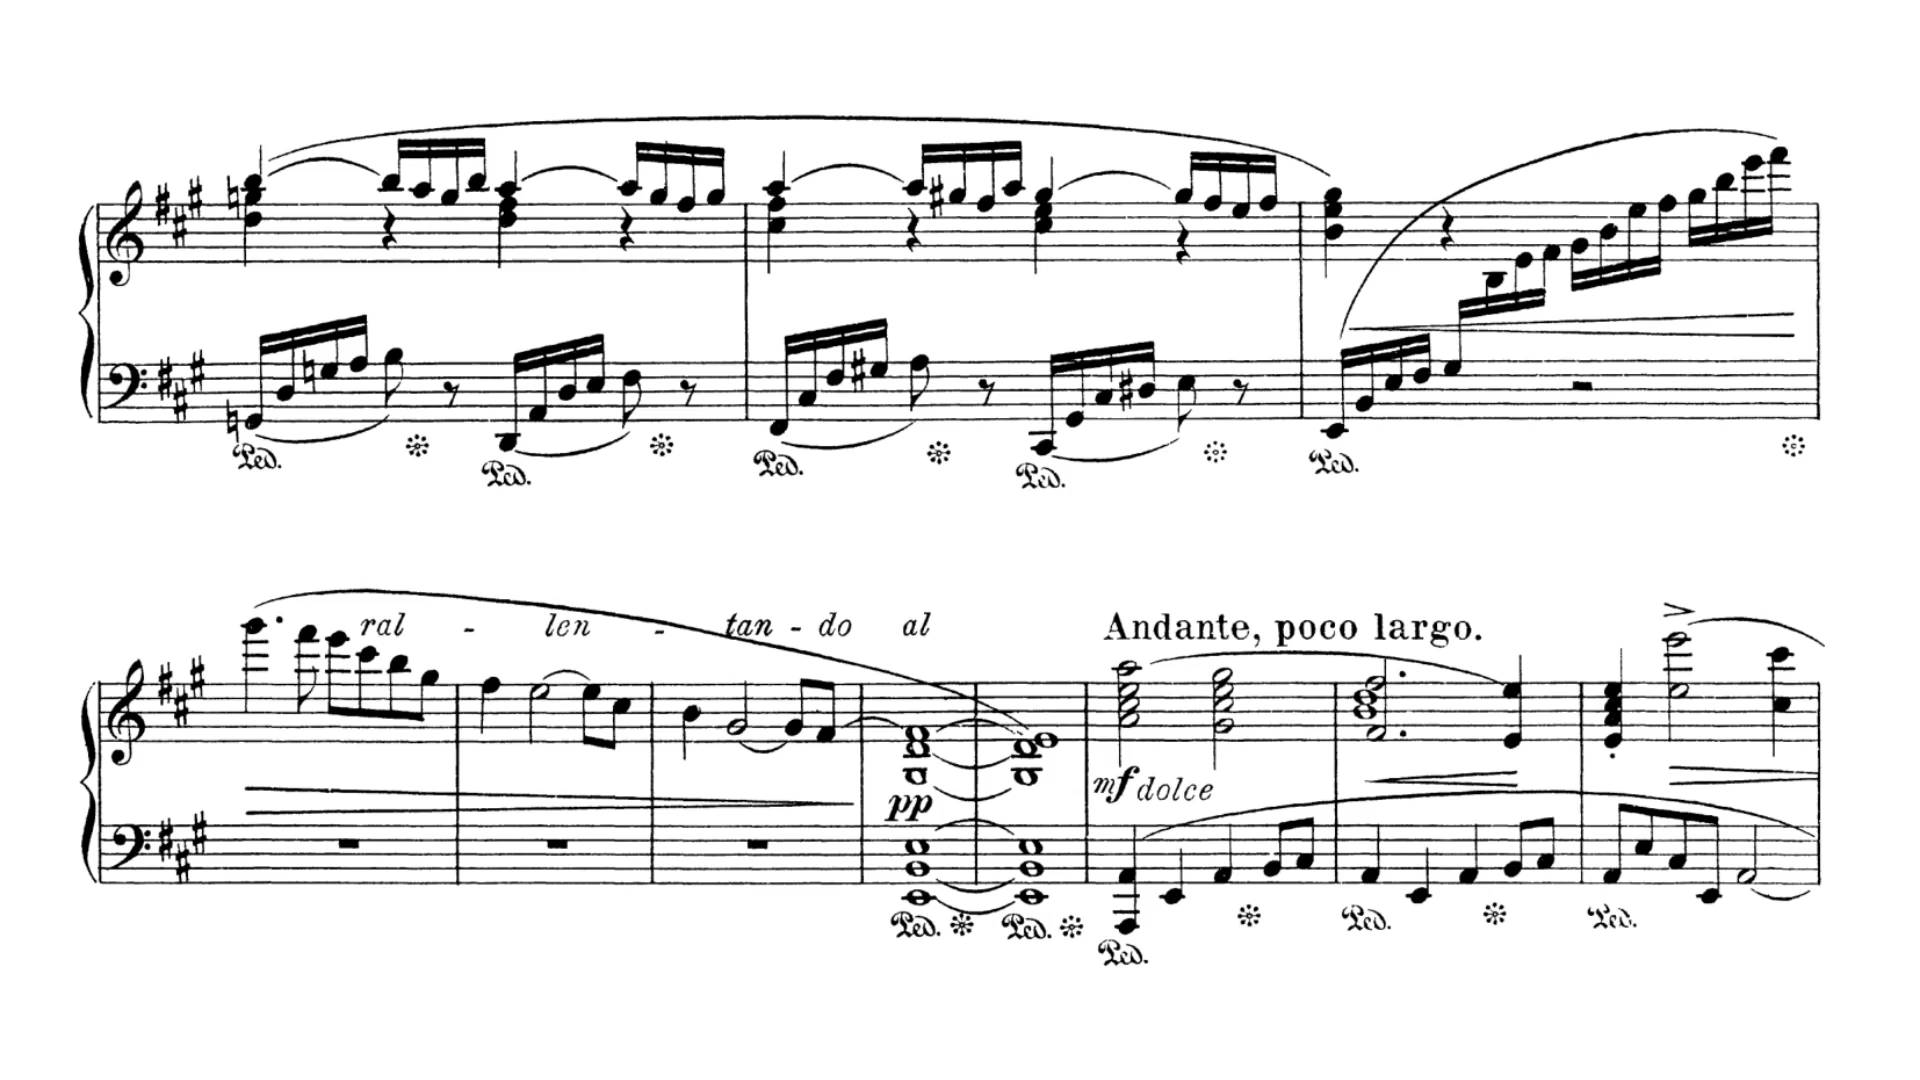 Ped. Ped. Ped. Ped. Ped.
ral - len - tan - do al Andante, poco largo.
mf dolce
pp
Ped. Ped. Ped. Ped. Ped.